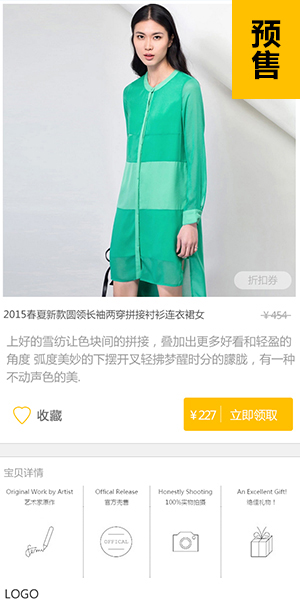 预
售
折扣券
2015春夏新款圆领长袖两穿拼接衬衫连衣裙女 ¥454
上好的雪纺让色块间的拼接，叠加出更多好看和轻盈的
角度 弧度美妙的下摆开叉轻拂梦醒时分的朦胧，有一种
不动声色的美.
收藏 ¥227 立即领取
宝贝详情
Original Work by Artist Offical Release Honestly Shooting An Excellent Gift!
艺术家原作 官方兜售 100%实物拍摄 绝佳礼物！
OFFICAL
LOGO